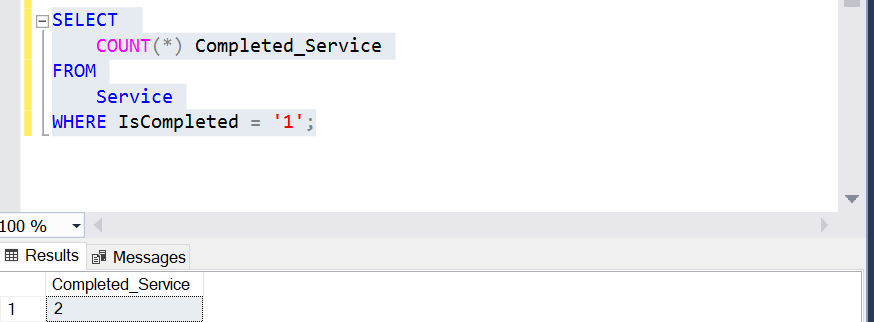 SELECT
COUNT(*) Completed_Service
FROM
Service
WHERE IsCompleted = '1';
100 %
Results Messages
Completed_Service
1 2